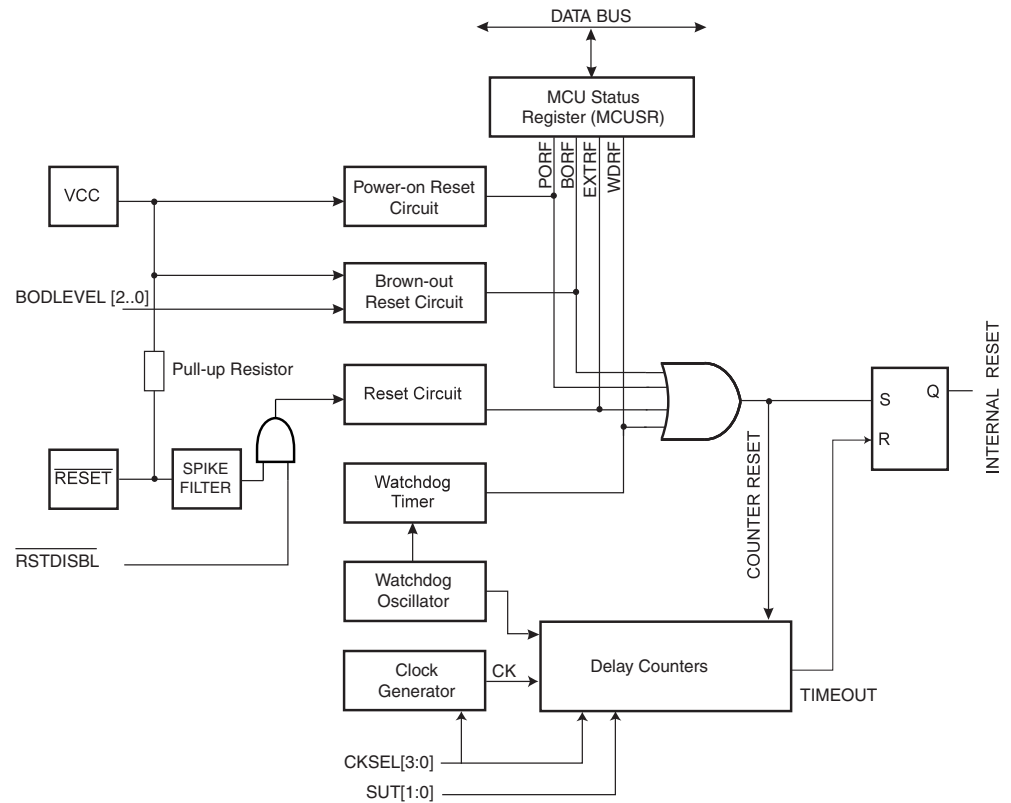 DATA BUS
MCU Status
Register (MCUSR)
PORF
BORF
EXTRF
WDRF
VCC
Power-on Reset
Circuit
Brown-out
Reset Circuit
BODLEVEL [2..0]
Pull-up Resistor
Reset Circuit
S
Q
R
INTERNAL RESET
RESET
SPIKE
FILTER
Watchdog
Timer
COUNTER RESET
RSTDISBL
Watchdog
Oscillator
Clock
Generator
CK
Delay Counters
TIMEOUT
CKSEL[3:0]
SUT[1:0]